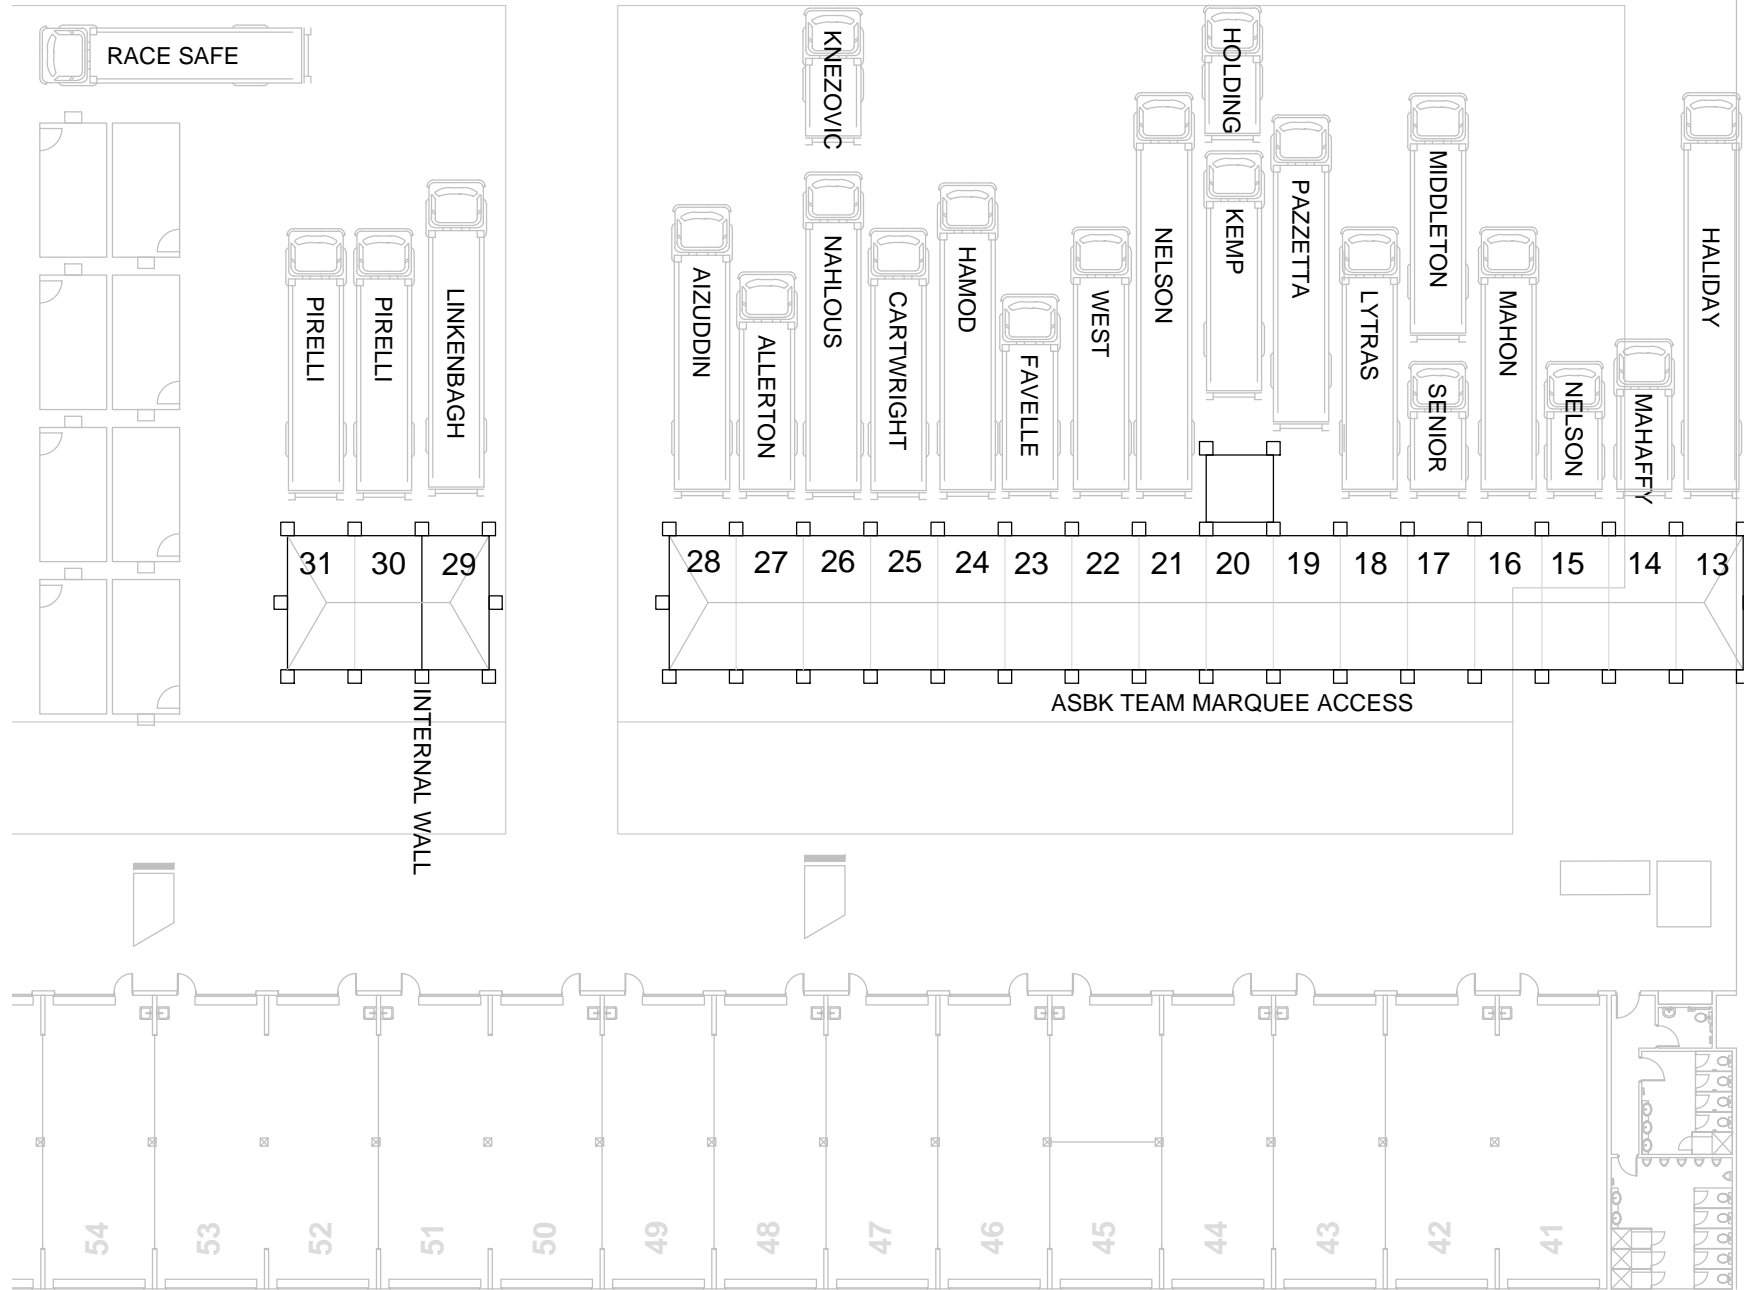 RACE SAFE
KNEZOVIC
HOLDING
PIRELLI
PIRELLI
LINKENBAGH
AIZUDDIN
ALLERTON
NAHLOUS
CARTWRIGHT
HAMOD
FAVELLE
WEST
NELSON
KEMP
PAZZETTA
LYTRAS
MIDDLETON
SENIOR
MAHON
NELSON
MAHAFFY
HALIDAY
31
30
29
28
27
26
25
24
23
22
21
20
19
18
17
16
15
14
13
ASBK TEAM MARQUEE ACCESS
INTERNAL WALL
54
53
52
51
50
49
48
47
46
45
44
43
42
41